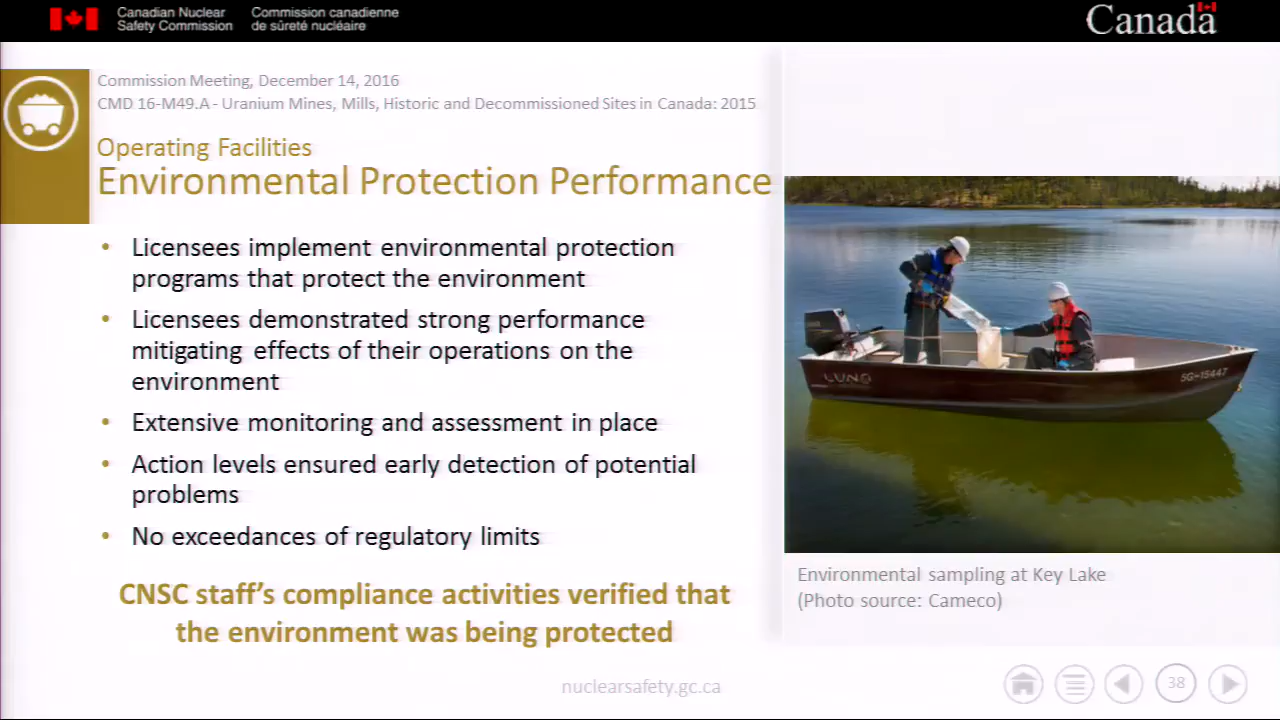 Canadian Nuclear
Safety Commission
Commission canadienne
de sûreté nucléaire
Canada
Commission Meeting, December 14, 2016
CMD 16-M49.A - Uranium Mines, Mills, Historic and Decommissioned Sites in Canada: 2015
Operating Facilities
Environmental Protection Performance
• Licensees implement environmental protection
programs that protect the environment
• Licensees demonstrated strong performance
mitigating effects of their operations on the
environment
• Extensive monitoring and assessment in place
• Action levels ensured early detection of potential
problems
• No exceedances of regulatory limits
CNSC staff's compliance activities verified that
the environment was being protected
LUND
SG-15447
Environmental sampling at Key Lake
(Photo source: Cameco)
nuclearsafety.gc.ca
38